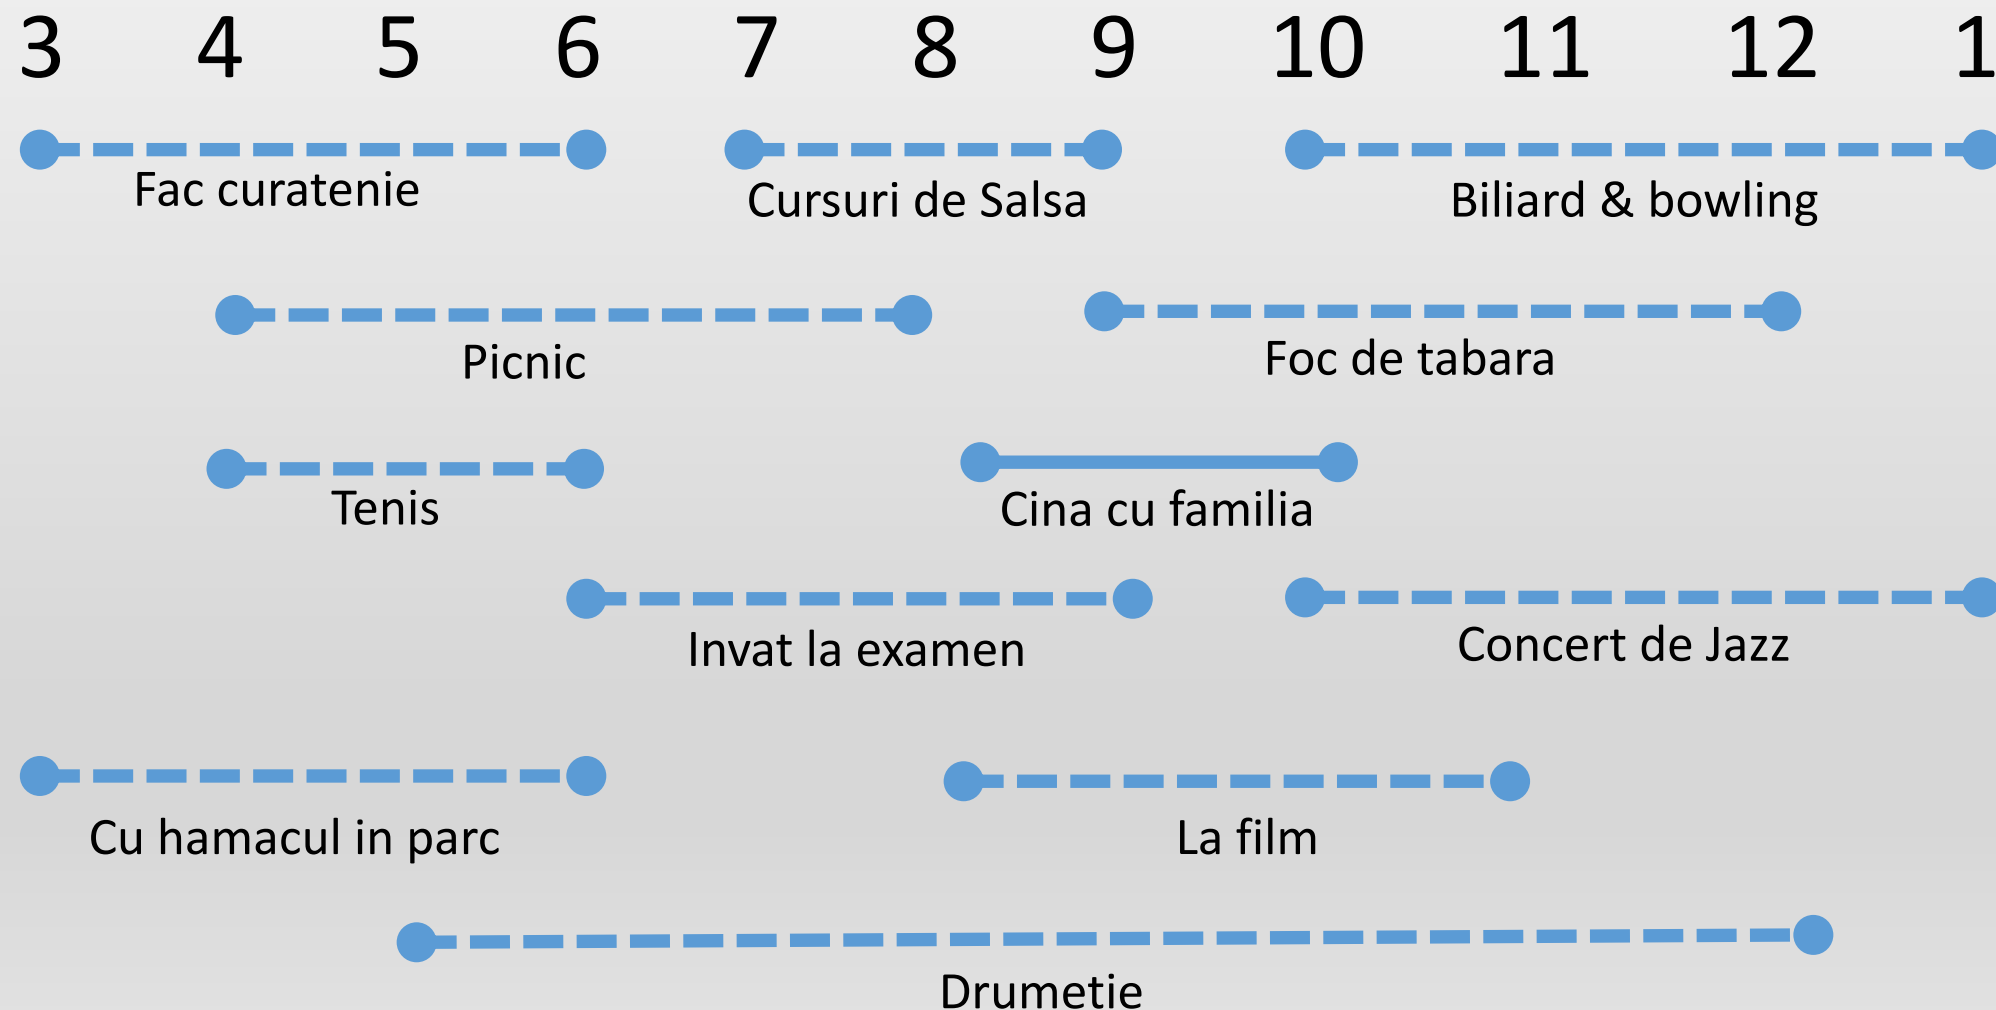 3 4 5 6 7 8 9 10 11 12 1
Fac curatenie Cursuri de Salsa Biliard & bowling
Picnic Foc de tabara
Tenis Cina cu familia
Invat la examen Concert de Jazz
Cu hamacul in parc La film
Drumetie